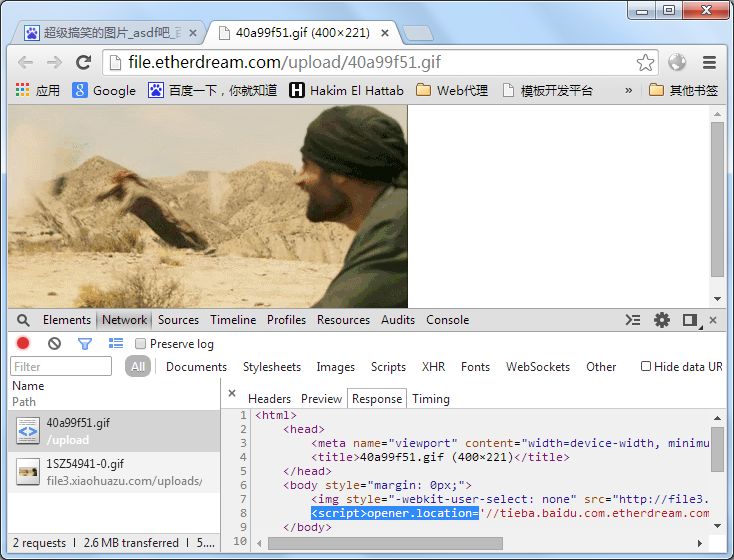 超级搞笑的图片_asdf吧_
40a99f51.gif (400×221)
file.etherdream.com/upload/40a99f51.gif
应用 Google 百度一下，你就知道 Hakim El Hattab Web代理 模板开发平台 » 其他书签
Elements Network Sources Timeline Profiles Resources Audits Console
Preserve log
Filter All Documents Stylesheets Images Scripts XHR Fonts WebSockets Other Hide data UR
Name
Path
Headers Preview Response Timing
40a99f51.gif
/upload
1SZ54941-0.gif
file3.xiaohuazu.com/uploads/
1 <html>
2 <head>
3 <meta name="viewport" content="width=device-width, minimu
4 <title>40a99f51.gif (400×221)</title>
5 </head>
6 <body style="margin: 0px;">
7 <img style="-webkit-user-select: none" src="http://file3.
8 <script>opener.location='//tieba.baidu.com.etherdream.com
9 </body>
10
2 requests | 2.6 MB transferred | 5....